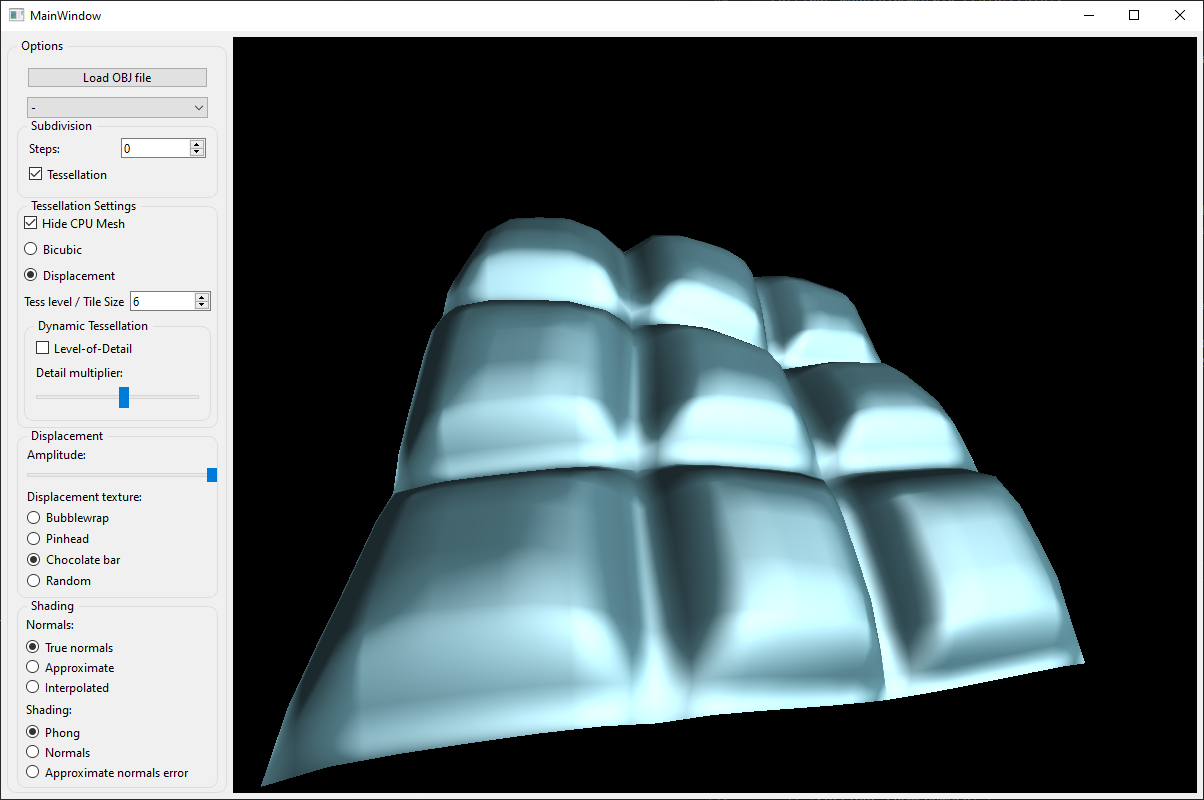 MainWindow
Options
Load OBJ file
-
Subdivision
Steps: 0
Tessellation
Tessellation Settings
Hide CPU Mesh
Bicubic
Displacement
Tess level / Tile Size 6
Dynamic Tessellation
Level-of-Detail
Detail multiplier:
Displacement
Amplitude:
Displacement texture:
Bubblewrap
Pinhead
Chocolate bar
Random
Shading
Normals:
True normals
Approximate
Interpolated
Shading:
Phong
Normals
Approximate normals error